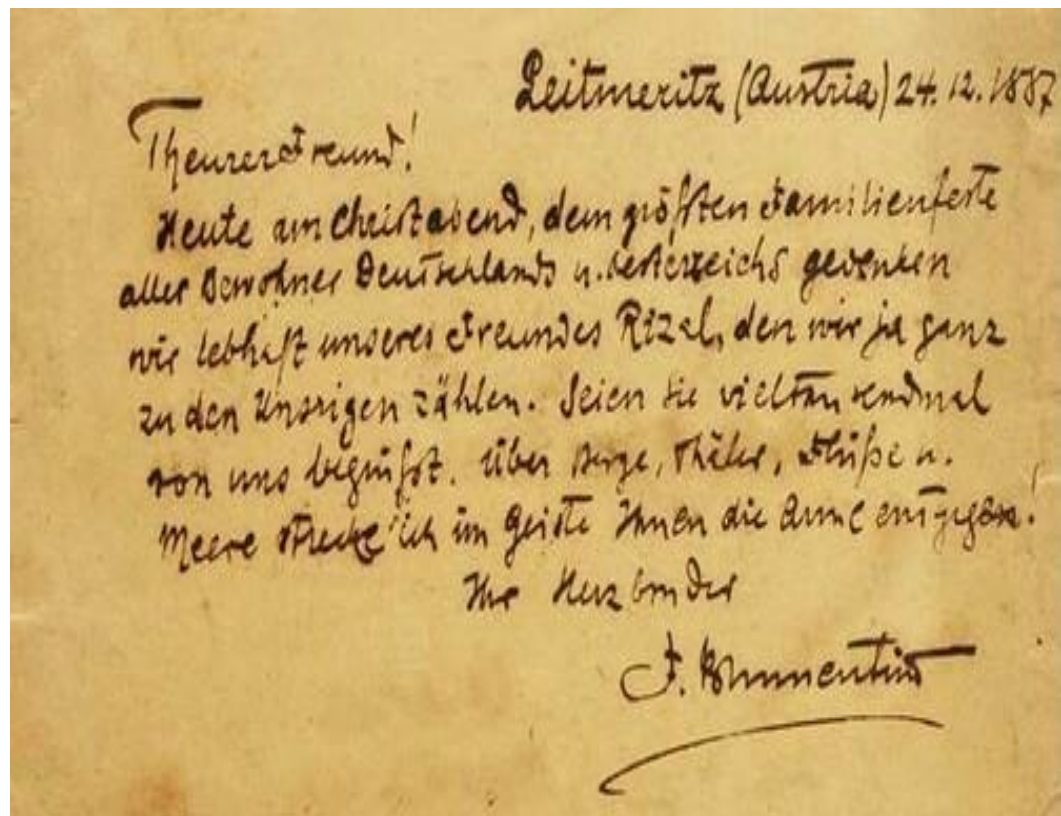 Leitmeritz (Austria) 24.12.1887
Theurer Freund!
Heute am Christabend, dem größten Familienfeste
aller Bewohner Deutschlands u. Oesterreichs gedenken
wir lebhaft unseres Freundes Rizal, den wir ja ganz
zu den Unsrigen zählen. Seien Sie vieltausendmal
von uns begrüßt. Über Berge, Thäler, Flüße u.
Meere strecke ich im Geiste Ihnen die Arme entgegen!
Ihr Herzbruder
F. Blumentritt